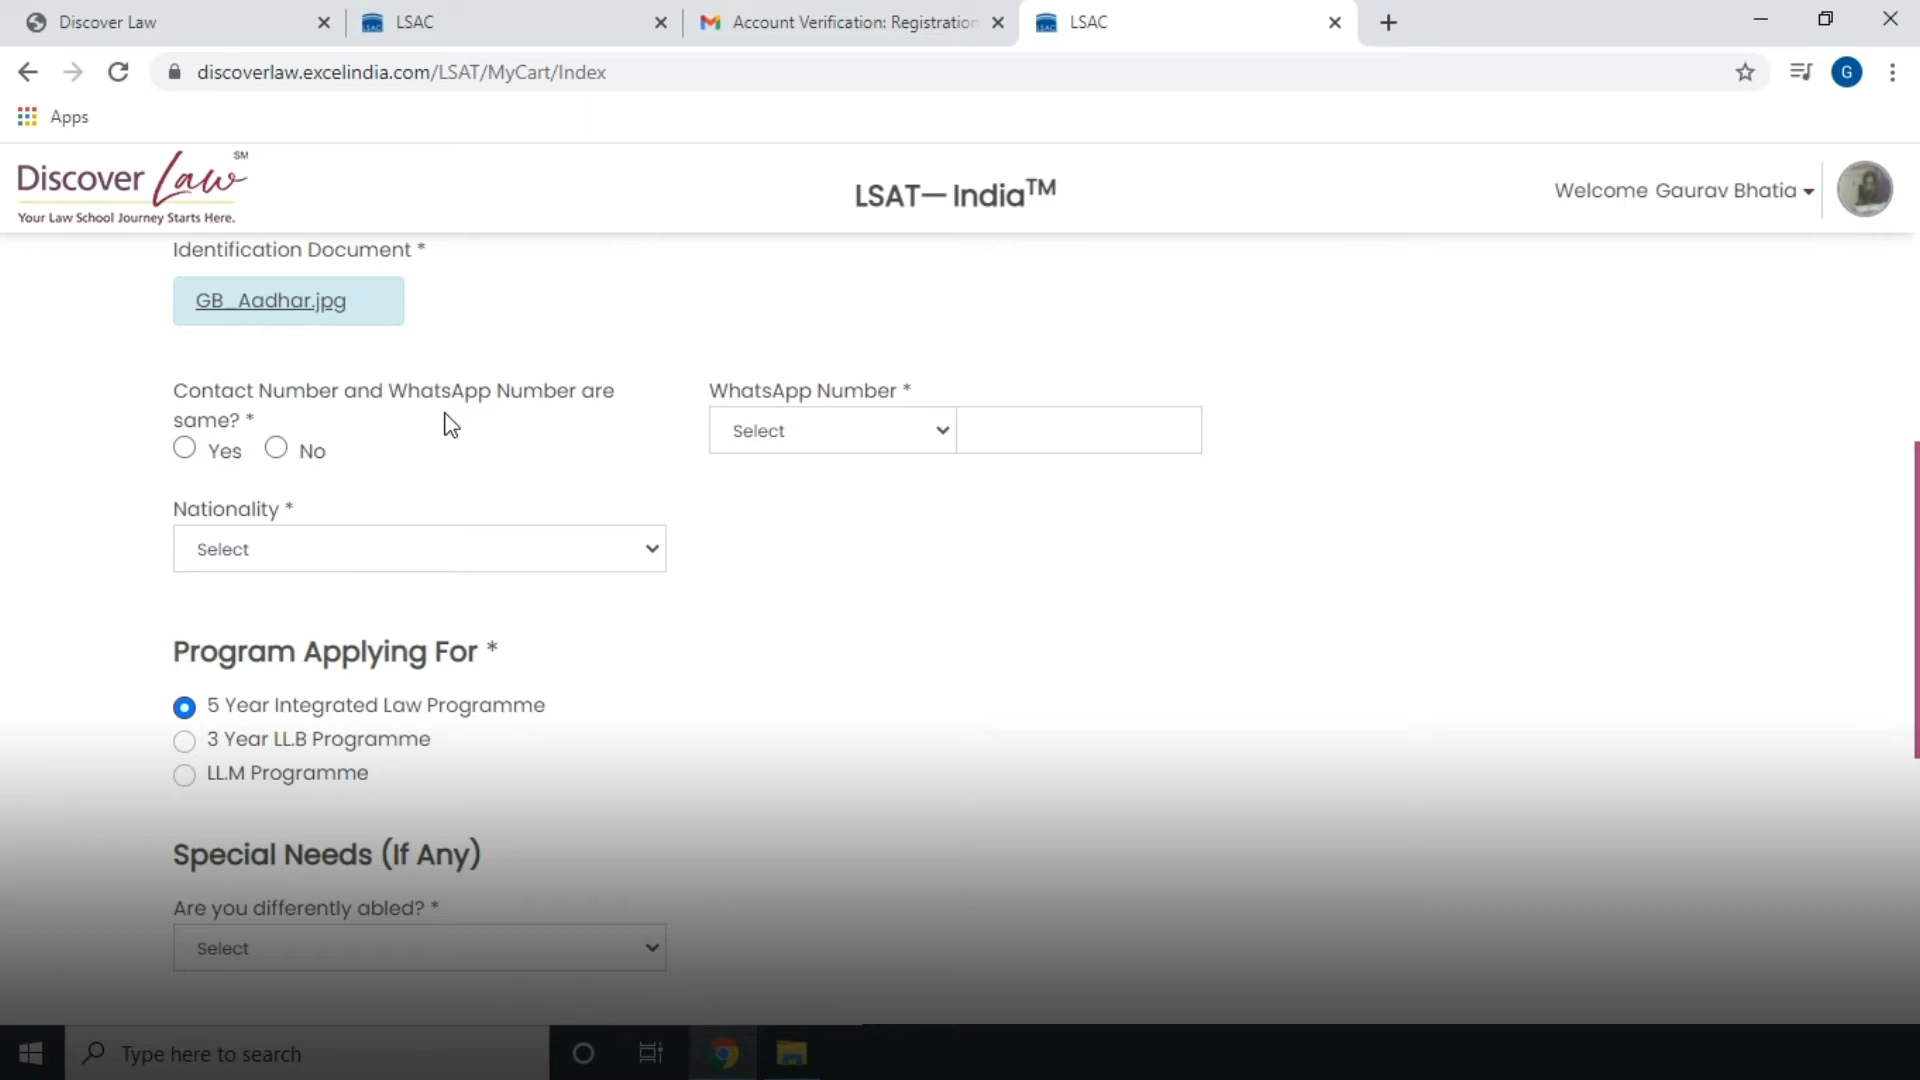 Discover Law
LSAC
Account Verification: Registration
LSAC
discoverlaw.excelindia.com/LSAT/MyCart/Index
G
Apps
Discover Law SM
Your Law School Journey Starts Here.
LSAT— India™
Welcome Gaurav Bhatia
Identification Document *
GB_Aadhar.jpg
Contact Number and WhatsApp Number are
same? *
Yes No
WhatsApp Number *
Select
Nationality *
Select
Program Applying For *
5 Year Integrated Law Programme
3 Year LL.B Programme
LL.M Programme
Special Needs (If Any)
Are you differently abled? *
Select
Type here to search